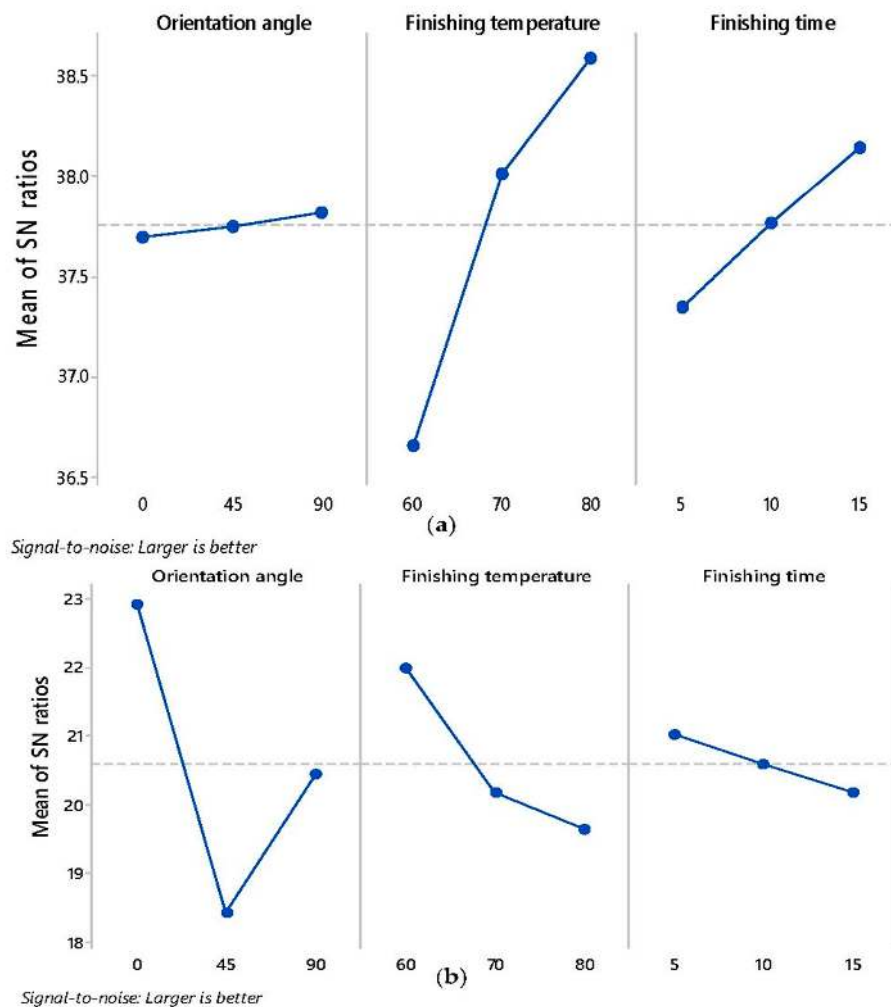 Orientation angle Finishing temperature Finishing time
Mean of SN ratios
38.5
38.0
37.5
37.0
36.5
0 45 90 60 70 80 5 10 15
(a)
Signal-to-noise: Larger is better
Orientation angle Finishing temperature Finishing time
Mean of SN ratios
23
22
21
20
19
18
0 45 90 60 70 80 5 10 15
(b)
Signal-to-noise: Larger is better